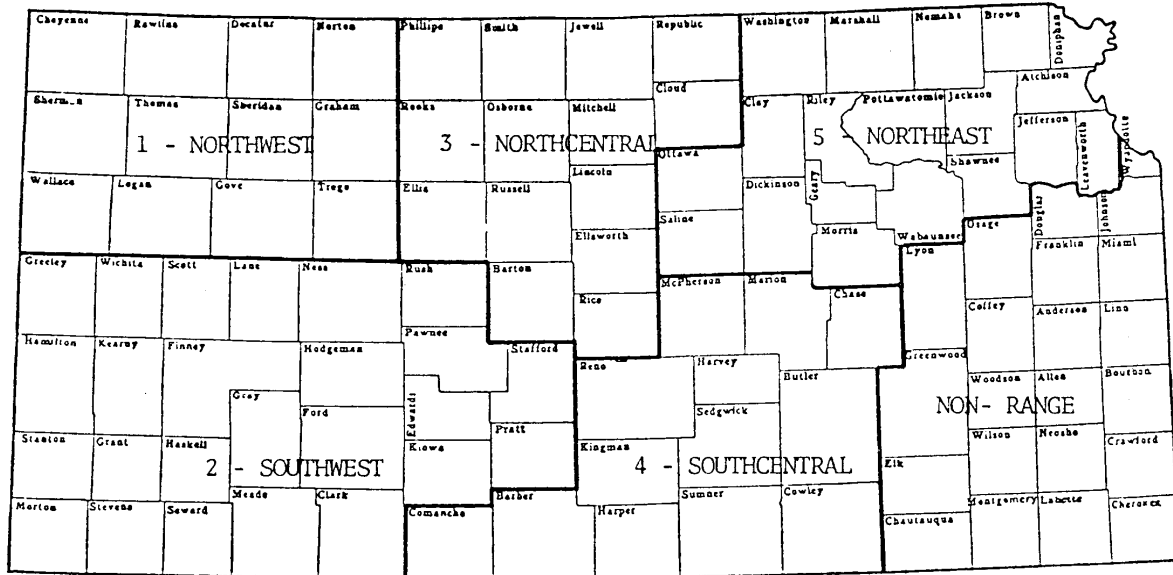 Cheyenne Rawlins Decatur Norton Phillips Smith Jewell Republic Washington Marshall Nemaha Brown Doniphan
Atchison
Sherman Thomas Sheridan Graham Rooks Osborne Mitchell Cloud Clay Riley Pottawatomie Jackson
Jefferson Leavenworth Wyandotte
1 - NORTHWEST 3 - NORTHCENTRAL 5 - NORTHEAST
Ottawa Shawnee
Wallace Logan Gove Trego Ellis Russell Lincoln Dickinson Geary
Saline Douglas Johnson
Ellsworth Morris Wabaunsee Osage
Lyon Franklin Miami
Greeley Wichita Scott Lane Ness Rush Barton McPherson Marion Chase
Rice Coffey Anderson Linn
Pawnee
Hamilton Kearny Finney Hodgeman Stafford Reno Harvey Butler Greenwood
Woodson Allen Bourbon
Gray Ford Edwards Sedgwick
NON- RANGE
Stanton Grant Haskell Kiowa Pratt Kingman Wilson Neosho Crawford
2 - SOUTHWEST 4 - SOUTHCENTRAL
Elk
Meade Clark Barber Sumner Cowley
Morton Stevens Seward Comanche Harper Chautauqua Montgomery Labette Cherokee